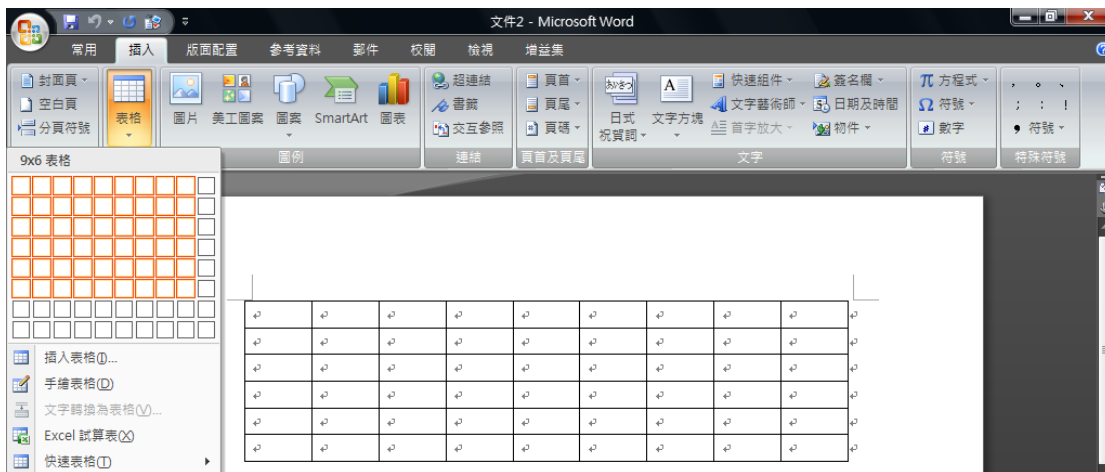 文件2 - Microsoft Word
常用 插入 版面配置 參考資料 郵件 校閱 檢視 增益集
封面頁
空白頁
分頁符號
表格
圖片 美工圖案 圖案 SmartArt 圖表
圖例
超連結
書籤
交互參照
連結
頁首
頁尾
頁碼
頁首及頁尾
あいさつ
日式
祝賀詞
A
文字方塊
快速組件
文字藝術師
首字放大
簽名欄
日期及時間
物件
文字
π 方程式
Ω 符號
# 數字
符號
， 。 、
； ： ！
符號
特殊符號
9x6 表格
插入表格(I)...
手繪表格(D)
文字轉換為表格(V)...
Excel 試算表(X)
快速表格(T)